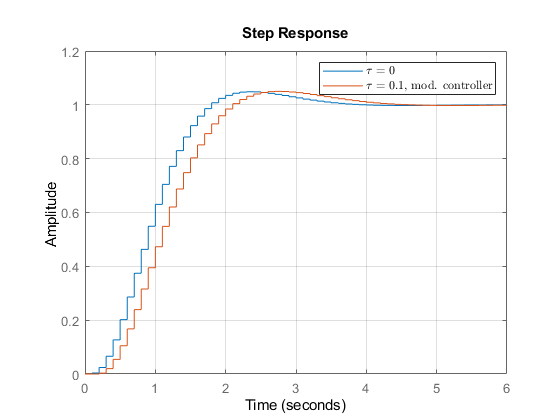 Step Response
τ = 0
τ = 0.1, mod. controller
1.2
1
0.8
0.6
0.4
0.2
0
Amplitude
0 1 2 3 4 5 6
Time (seconds)